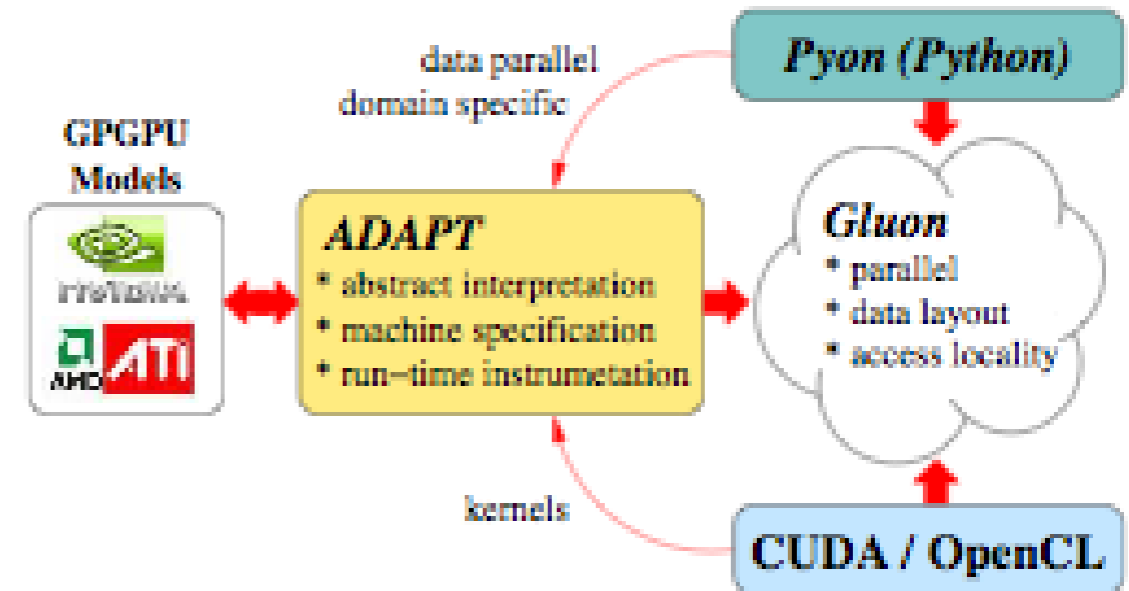 Pyon (Python)
data parallel
domain specific
GPGPU
Models
AMD
ATI
ADAPT
* abstract interpretation
* machine specification
* run-time instrumetation
Gluon
* parallel
* data layout
* access locality
kernels
CUDA / OpenCL